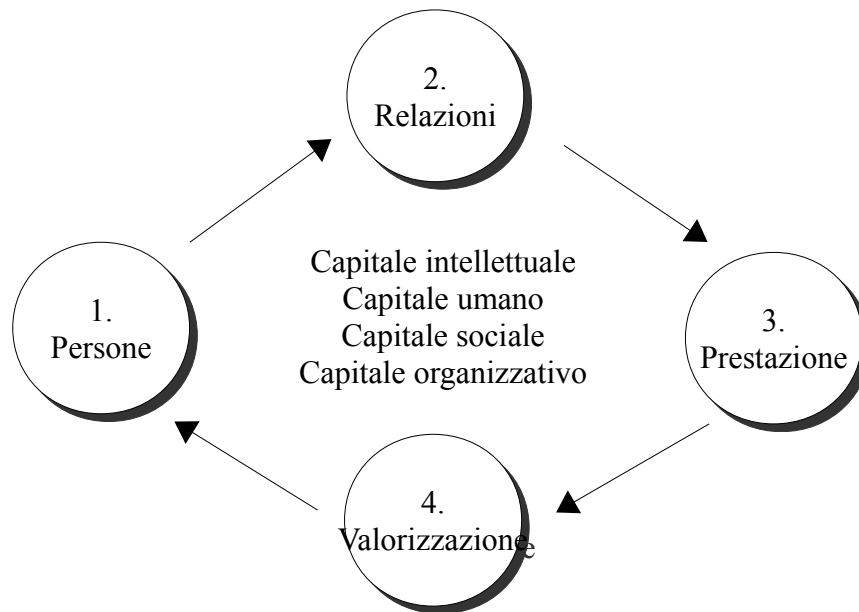 2.
Relazioni
1.
Persone
Capitale intellettuale
Capitale umano
Capitale sociale
Capitale organizzativo
3.
Prestazione
4.
Valorizzazione